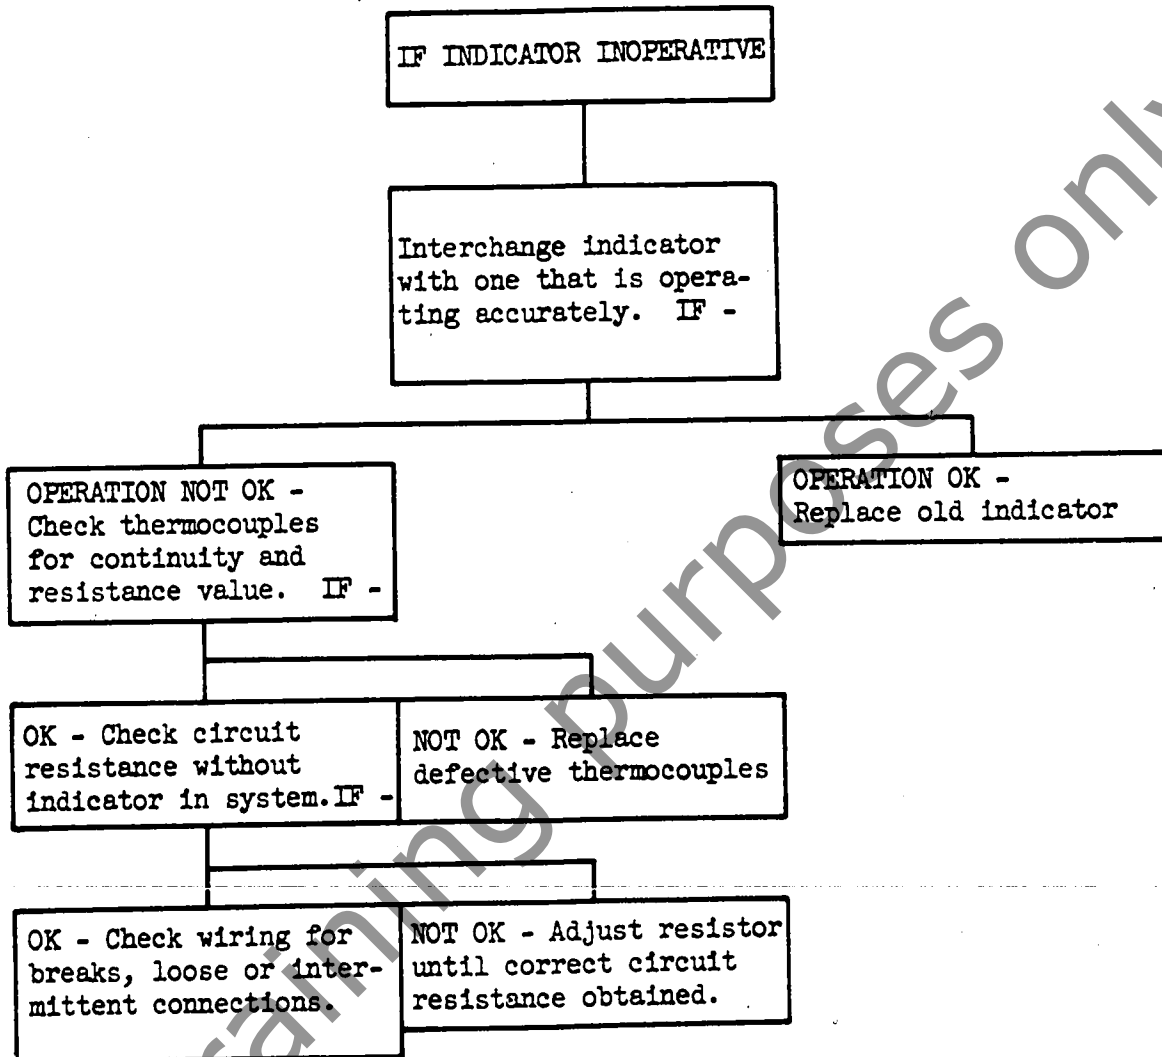 IF INDICATOR INOPERATIVE
Interchange indicator
with one that is opera-
ting accurately. IF -
OPERATION NOT OK -
Check thermocouples
for continuity and
resistance value. IF -
OPERATION OK -
Replace old indicator
OK - Check circuit
resistance without
indicator in system.IF -
NOT OK - Replace
defective thermocouples
OK - Check wiring for
breaks, loose or inter-
mittent connections.
NOT OK - Adjust resistor
until correct circuit
resistance obtained.
raining purposes only